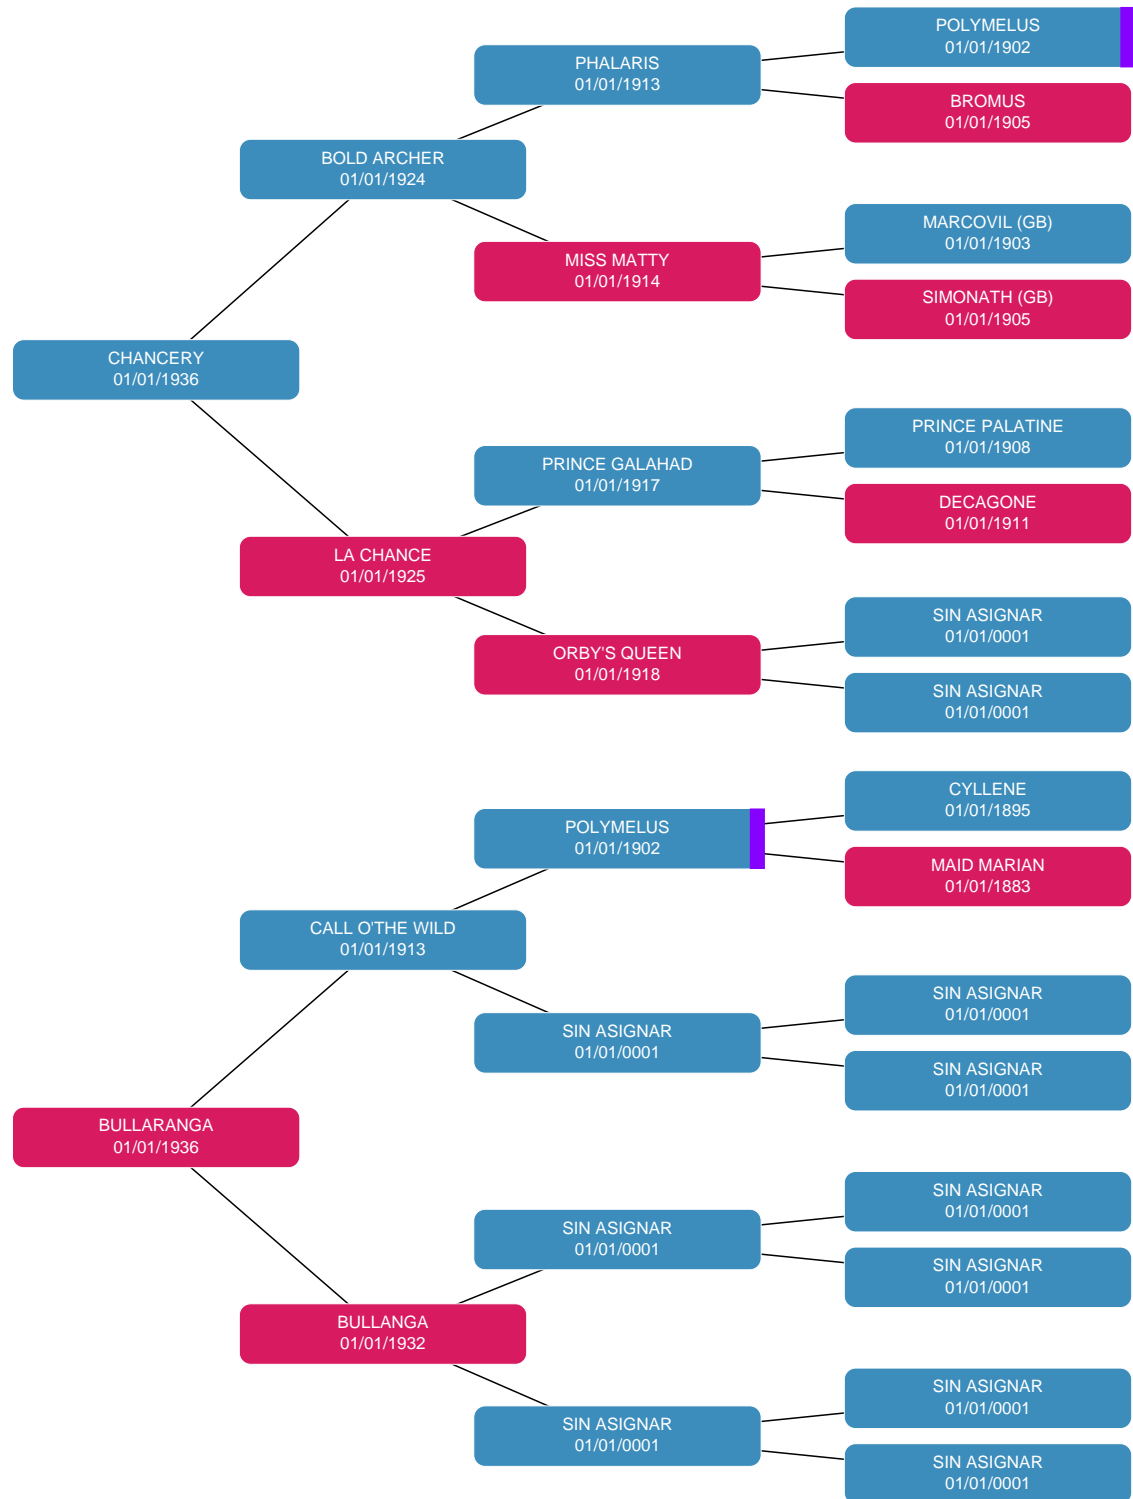 POLYMELUS
01/01/1902
PHALARIS
01/01/1913
BROMUS
01/01/1905
BOLD ARCHER
01/01/1924
MARCOVIL (GB)
01/01/1903
MISS MATTY
01/01/1914
SIMONATH (GB)
01/01/1905
CHANCERY
01/01/1936
PRINCE PALATINE
01/01/1908
PRINCE GALAHAD
01/01/1917
DECAGONE
01/01/1911
LA CHANCE
01/01/1925
SIN ASIGNAR
01/01/0001
ORBY'S QUEEN
01/01/1918
SIN ASIGNAR
01/01/0001
CYLLENE
01/01/1895
POLYMELUS
01/01/1902
MAID MARIAN
01/01/1883
CALL O'THE WILD
01/01/1913
SIN ASIGNAR
01/01/0001
SIN ASIGNAR
01/01/0001
SIN ASIGNAR
01/01/0001
BULLARANGA
01/01/1936
SIN ASIGNAR
01/01/0001
SIN ASIGNAR
01/01/0001
SIN ASIGNAR
01/01/0001
BULLANGA
01/01/1932
SIN ASIGNAR
01/01/0001
SIN ASIGNAR
01/01/0001
SIN ASIGNAR
01/01/0001